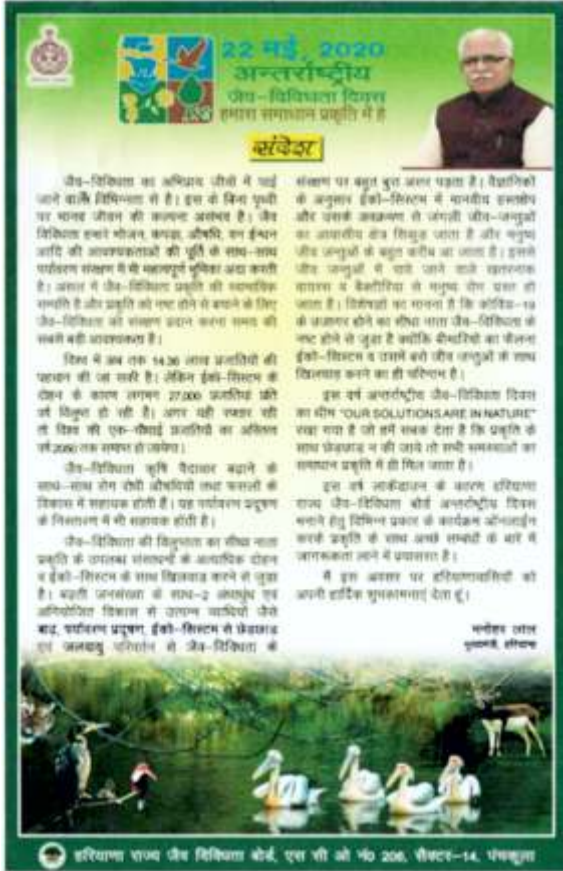 22 मई, 2020
अन्तर्राष्ट्रीय
जैव-विविधता दिवस
हमारा समाधान प्रकृति में है
संदेश
जैव-विविधता का अभिप्राय जीवों में पाई
जाने वाली विभिन्नता से है। इस के बिना पृथ्वी
पर मानव जीवन की कल्पना असंभव है। जैव
विविधता हमारे भोजन, कपड़ा, औषधि, धन ईन्धन
आदि की आवश्यकताओं की पूर्ति के साथ-साथ
पर्यावरण संरक्षण में भी महत्वपूर्ण भूमिका अदा करती
है। असल में जैव-विविधता प्रकृति की स्वाभाविक
सम्पत्ति है और प्रकृति को नष्ट होने से बचाने के लिए
जैव-विविधता को संरक्षण प्रदान करना समय की
सबसे बड़ी आवश्यकता है।
विश्व में अब तक 14.36 लाख प्रजातियों की
पहचान की जा सकी है। लेकिन ईको-सिस्टम के
दोहन के कारण लगभग 27,000 प्रजातियां प्रति
वर्ष विलुप्त हो रही है। अगर यही रफ्तार रही
तो विश्व की एक-चौथाई प्रजातियों का अस्तित्व
वर्ष 2050 तक समाप्त हो जायेगा।
जैव-विविधता कृषि पैदावार बढ़ाने के
साथ-साथ रोग रोधी औषधियों तथा फसलों के
विकास में सहायक होती हैं। यह पर्यावरण प्रदूषण
के निस्तारण में भी सहायक होती है।
जैव-विविधता की विलुप्तता का सीधा नाता
प्रकृति के उपलब्ध संसाधनों के अत्याधिक दोहन
व ईको-सिस्टम के साथ खिलवाड़ करने से जुड़ा
है। बढ़ती जनसंख्या के साथ-2 अंधाधुंध एवं
अनियोजित विकास से उत्पन्न व्याधियों जैसे
बाढ़, पर्यावरण प्रदूषण, ईको-सिस्टम से छेड़छाड़
एवं जलवायु परिवर्तन से जैव-विविधता के
संरक्षण पर बहुत बुरा असर पड़ता है। वैज्ञानिकों
के अनुसार ईको-सिस्टम में मानवीय हस्तक्षेप
और उसके अवक्रमण से जंगली जीव-जन्तुओं
का आवासीय क्षेत्र सिकुड़ जाता है और मनुष्य
जीव जन्तुओं के बहुत करीब आ जाता है। इससे
जीव जन्तुओं में पाये जाने वाले खतरनाक
वायरस व बैक्टीरिया से मनुष्य रोग ग्रस्त हो
जाता है। विशेषज्ञों का मानना है कि कोविड-19
के उजागर होने का सीधा नाता जैव-विविधता के
नष्ट होने से जुड़ा है क्योंकि बीमारियों का फैलना
ईको-सिस्टम व उसमें बसे जीव जन्तुओं के साथ
खिलवाड़ करने का ही परिणाम है।
इस वर्ष अन्तर्राष्ट्रीय जैव-विविधता दिवस
का थीम "OUR SOLUTIONS ARE IN NATURE"
रखा गया है जो हमें सबक देता है कि प्रकृति के
साथ छेड़छाड़ न की जाये तो सभी समस्याओं का
समाधान प्रकृति में ही मिल जाता है।
इस वर्ष लॉकडाउन के कारण हरियाणा
राज्य जैव-विविधता बोर्ड अन्तर्राष्ट्रीय दिवस
मनाने हेतु विभिन्न प्रकार के कार्यक्रम ऑनलाईन
करके प्रकृति के साथ अच्छे सम्बंधों के बारे में
जागरूकता लाने में प्रयासरत है।
मैं इस अवसर पर हरियाणावासियों को
अपनी हार्दिक शुभकामनाएं देता हूं।
मनोहर लाल
मुख्यमंत्री, हरियाणा
हरियाणा राज्य जैव विविधता बोर्ड, एस सी ओ नं0 206, सैक्टर-14, पंचकूला